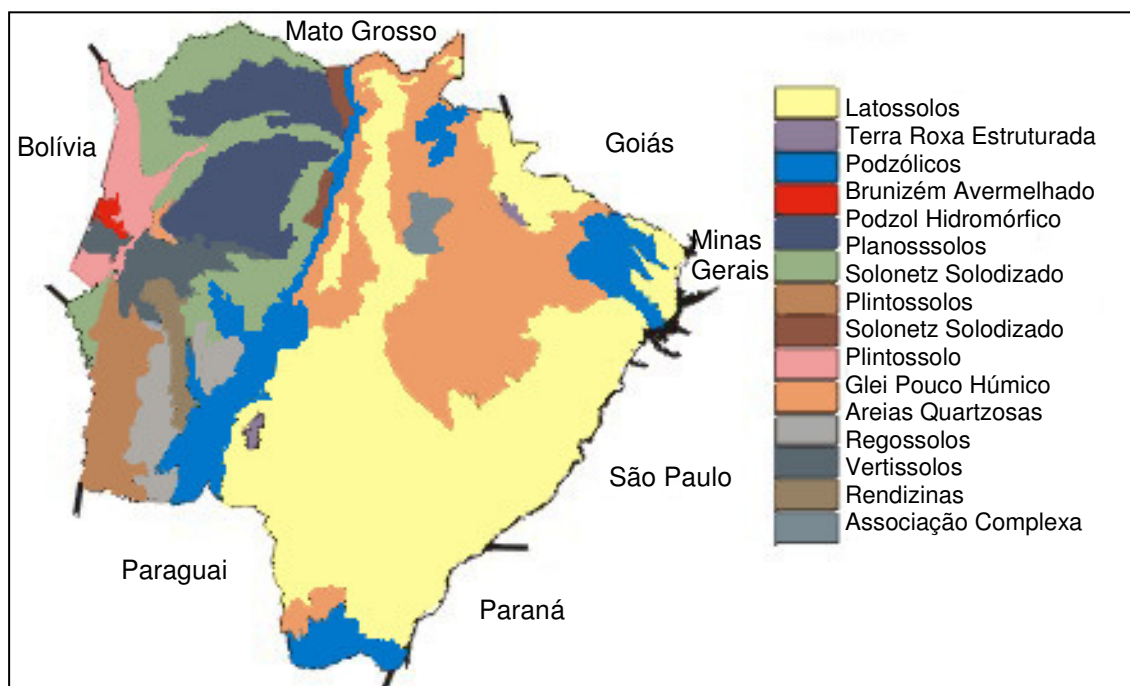 Mato Grosso
Bolívia
Goiás
Minas
Gerais
São Paulo
Paraguai
Paraná
Latossolos
Terra Roxa Estruturada
Podzólicos
Brunizém Avermelhado
Podzol Hidromórfico
Planosssolos
Solonetz Solodizado
Plintossolos
Solonetz Solodizado
Plintossolo
Glei Pouco Húmico
Areias Quartzosas
Regossolos
Vertissolos
Rendizinas
Associação Complexa